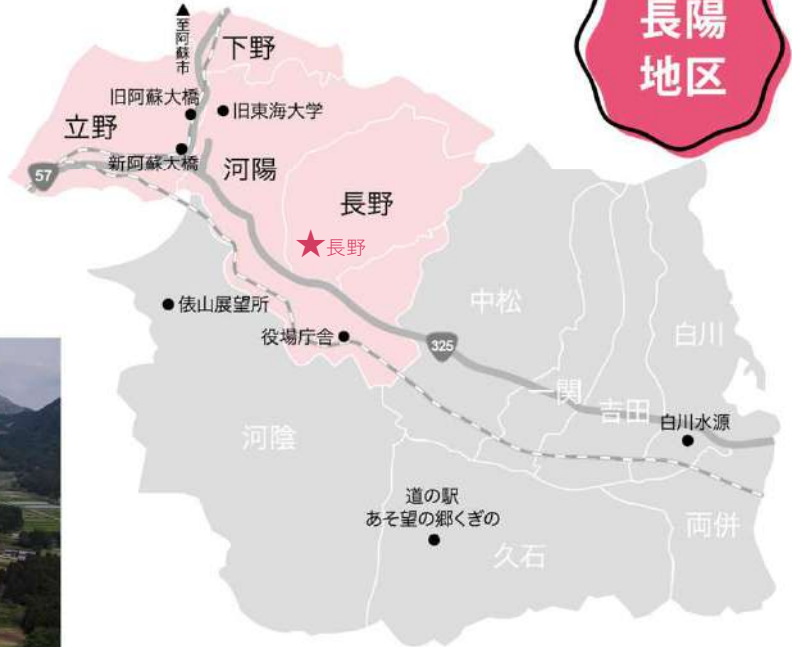 長陽
地区
至阿蘇市
下野
旧阿蘇大橋
旧東海大学
立野
新阿蘇大橋
河陽
57
長野
★長野
中松
俵山展望所
役場庁舎
325
白川
一関
吉田
白川水源
河陰
道の駅
あそ望の郷くぎの
両併
久石